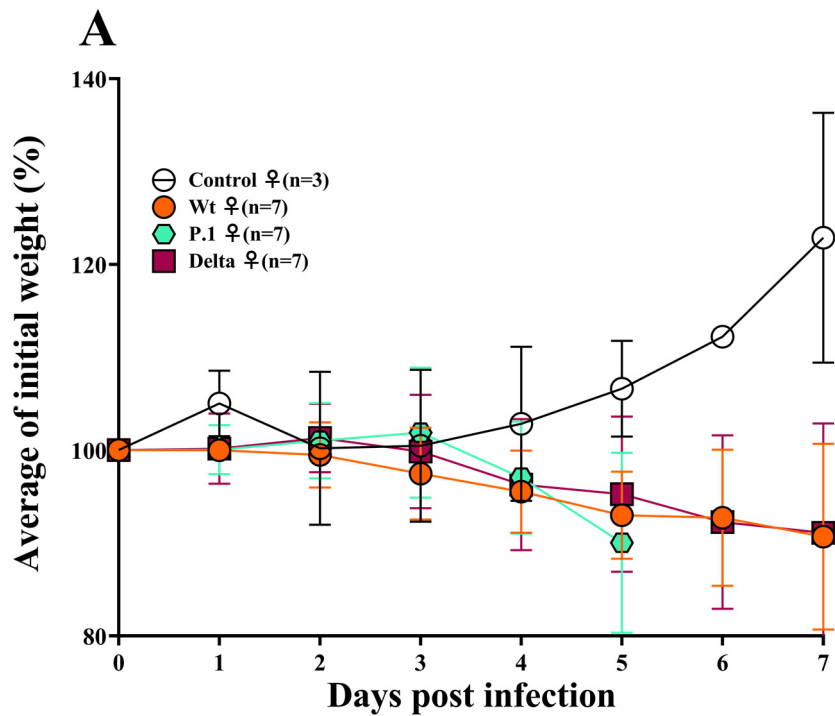 A
Average of initial weight (%)
140
120
100
80
Control ♀(n=3)
Wt ♀(n=7)
P.1 ♀(n=7)
Delta ♀(n=7)
0 1 2 3 4 5 6 7
Days post infection